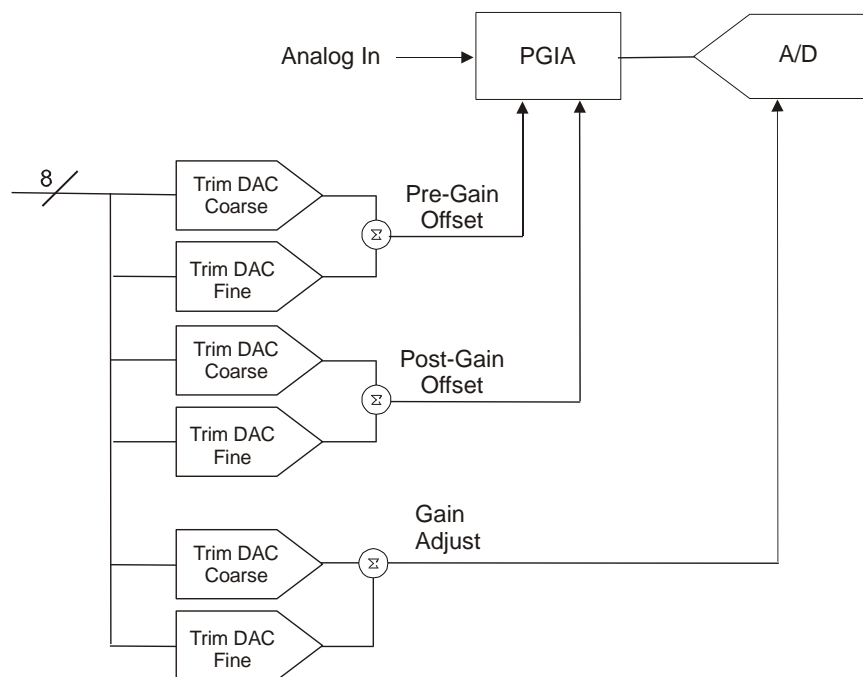 Analog In
PGIA
A/D
8
Trim DAC
Coarse
Σ
Pre-Gain
Offset
Trim DAC
Fine
Trim DAC
Coarse
Σ
Post-Gain
Offset
Trim DAC
Fine
Trim DAC
Coarse
Σ
Gain
Adjust
Trim DAC
Fine